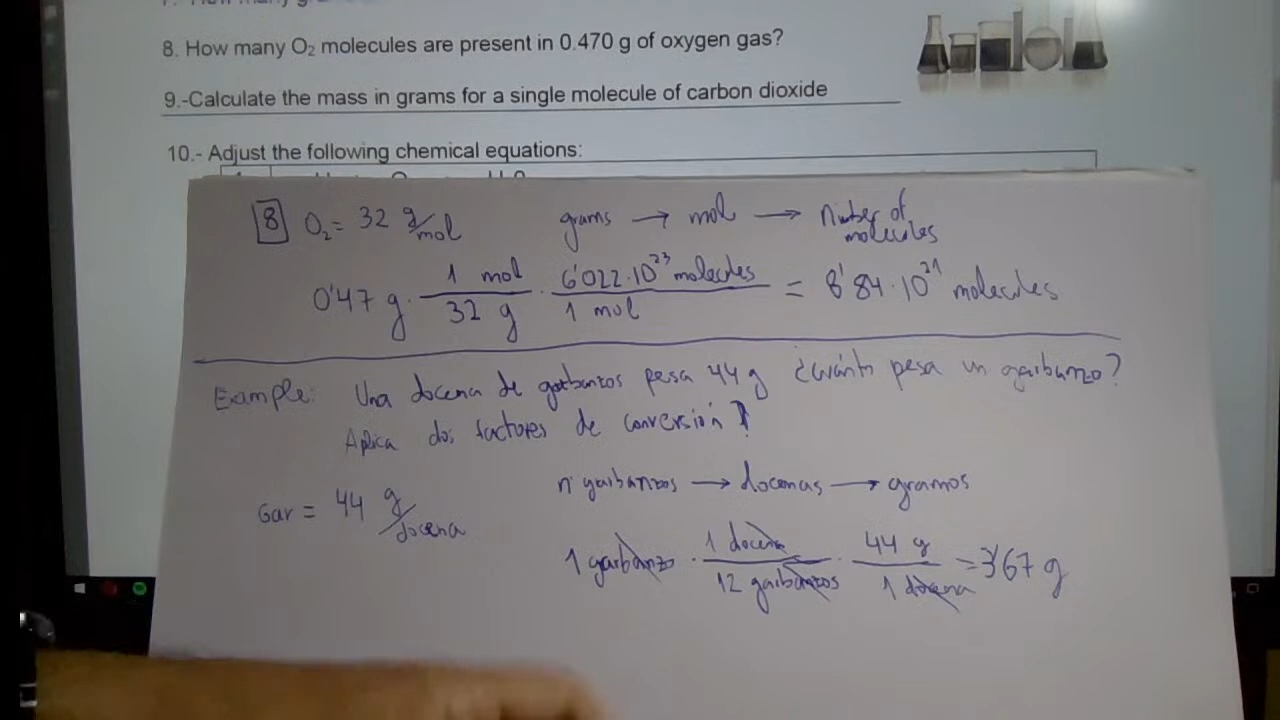 8. How many O₂ molecules are present in 0.470 g of oxygen gas?
9.-Calculate the mass in grams for a single molecule of carbon dioxide
10.- Adjust the following chemical equations:
8 O₂ = 32 g/mol grams → mol → Number of molecules
0'47 g · 1 mol / 32 g · 6'022·10²³ molecules / 1 mol = 8'84·10²¹ molecules
Example: Una docena de garbanzos pesa 44 g ¿Cuánto pesa un garbanzo?
Aplica dos factores de conversión
nº garbanzos → docenas → gramos
Gar = 44 g/docena
1 garbanzo · 1 docena / 12 garbanzos · 44 g / 1 docena = 3'67 g